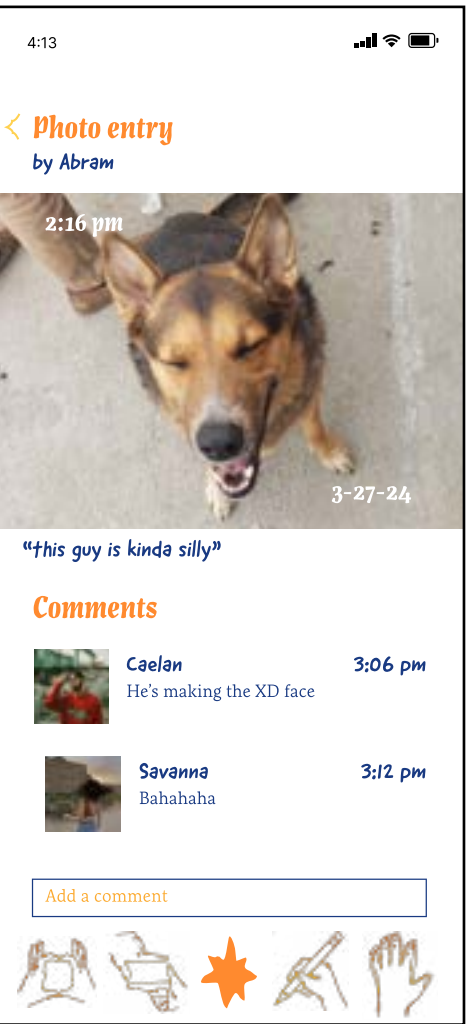 4:13
Photo entry
by Abram
2:16 pm
3-27-24
“this guy is kinda silly”
Comments
Caelan 3:06 pm
He’s making the XD face
Savanna 3:12 pm
Bahahaha
Add a comment